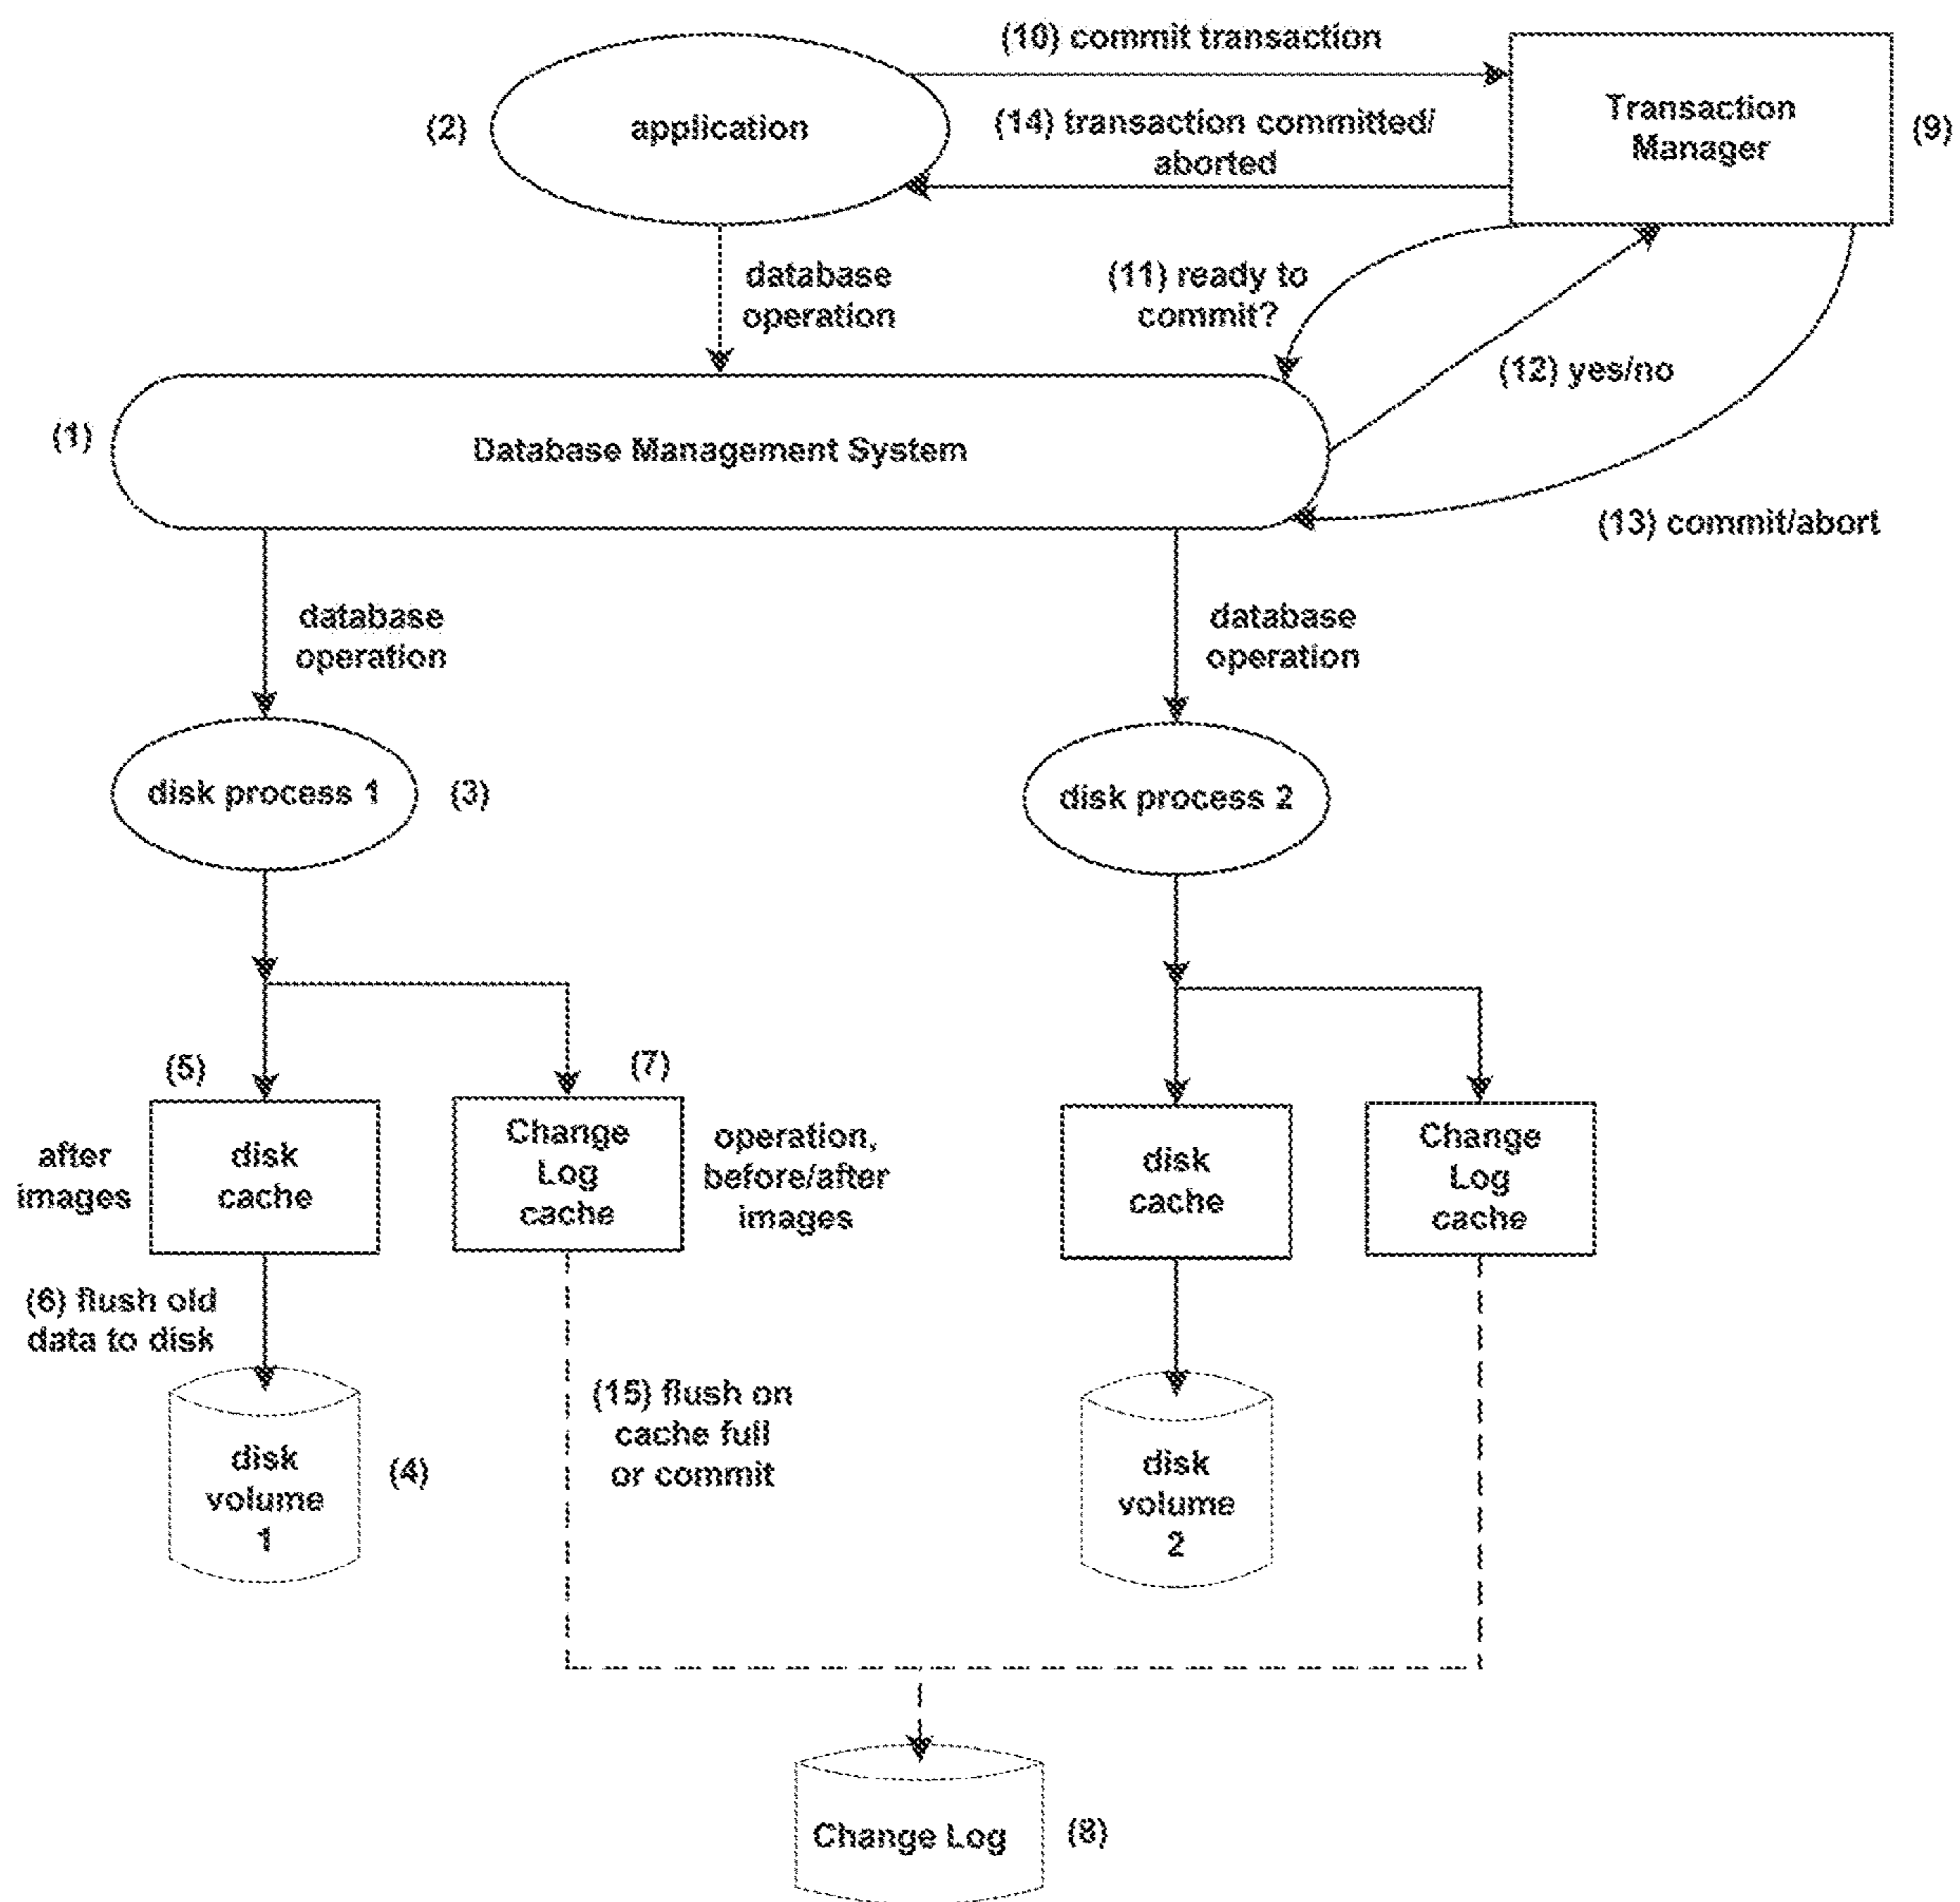 (10) commit transaction
(2)
application
(14) transaction committed/
aborted
Transaction
Manager
(9)
database
operation
(11) ready to
commit?
(12) yes/no
(1)
Database Management System
(13) commit/abort
database
operation
database
operation
disk process 1
(3)
disk process 2
(5)
(7)
after
images
disk
cache
Change
Log
cache
operation,
before/after
images
disk
cache
Change
Log
cache
(6) flush old
data to disk
(15) flush on
cache full
or commit
disk
volume
1
(4)
disk
volume
2
Change Log
(8)